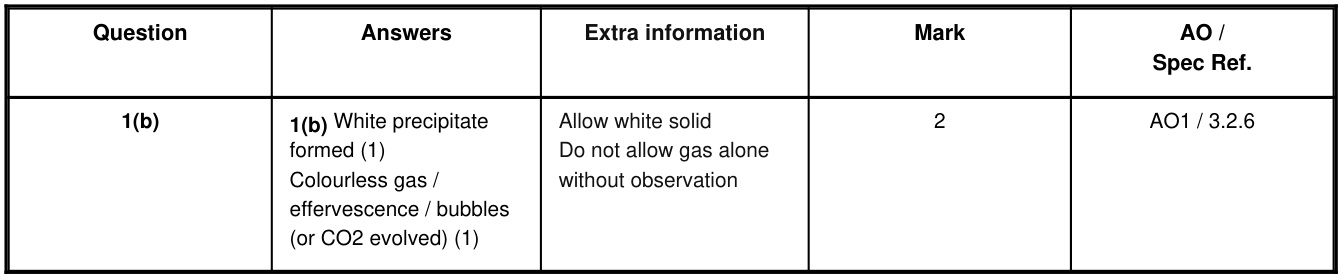 Question Answers Extra information Mark AO /
Spec Ref.
1(b) 1(b) White precipitate Allow white solid 2 AO1 / 3.2.6
formed (1) Do not allow gas alone
Colourless gas / without observation
effervescence / bubbles
(or CO2 evolved) (1)